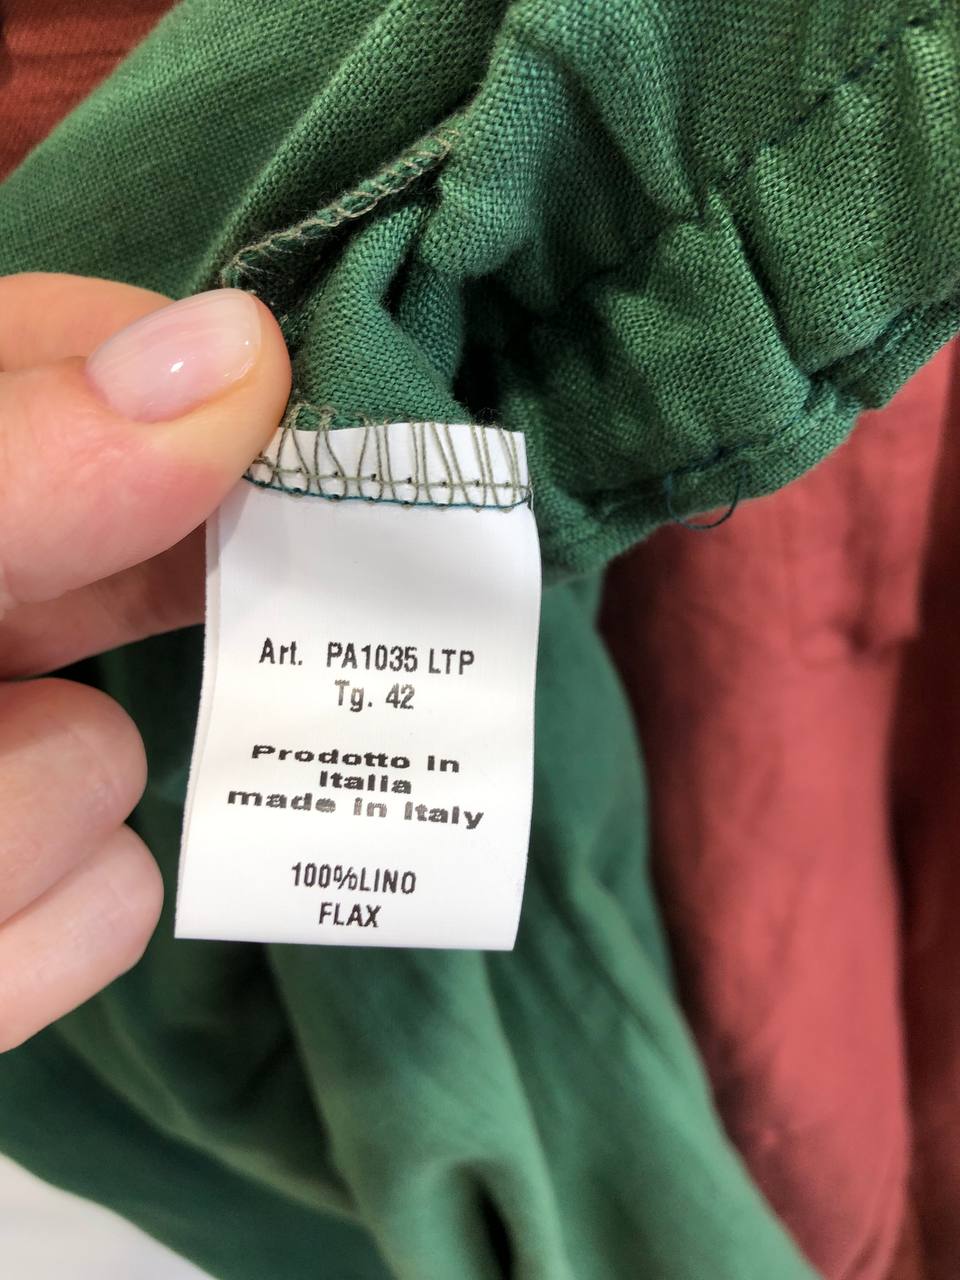 Art. PA1035 LTP
Tg. 42
Prodotto in
Italia
made in Italy
100%LINO
FLAX